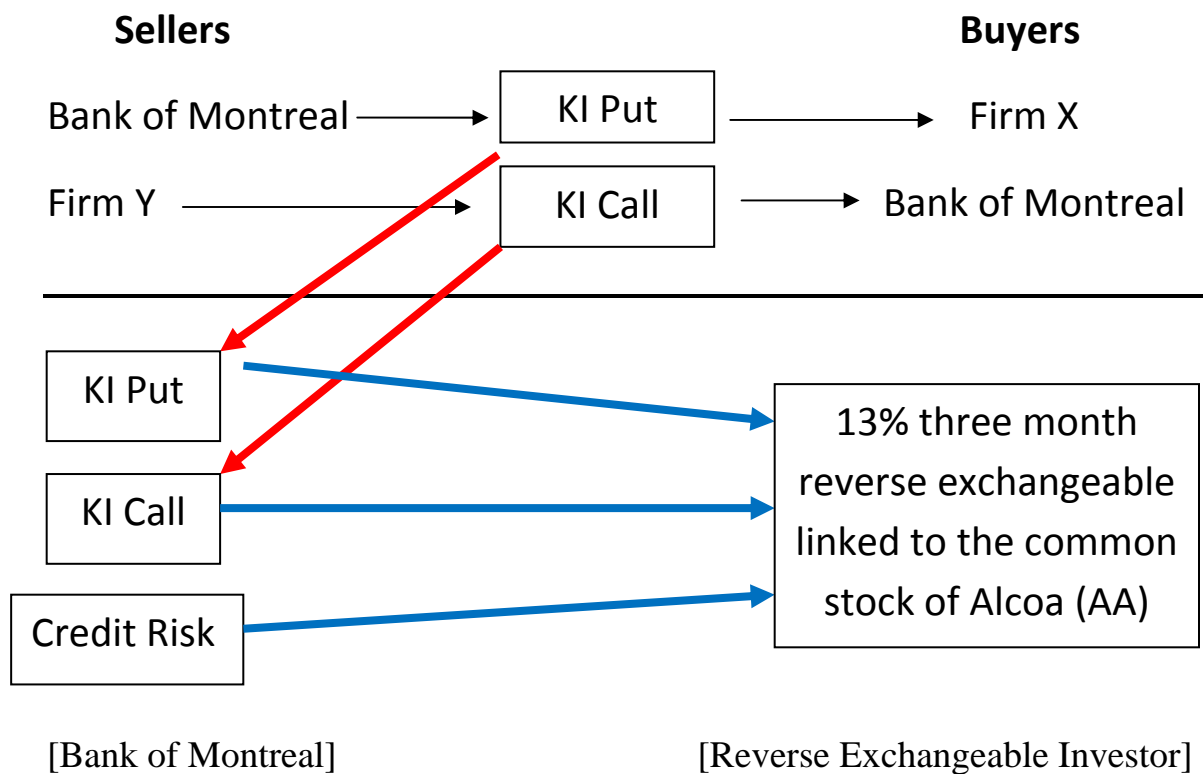 Sellers
Buyers
Bank of Montreal
KI Put
Firm X
Firm Y
KI Call
Bank of Montreal
KI Put
KI Call
Credit Risk
13% three month
reverse exchangeable
linked to the common
stock of Alcoa (AA)
[Bank of Montreal]
[Reverse Exchangeable Investor]